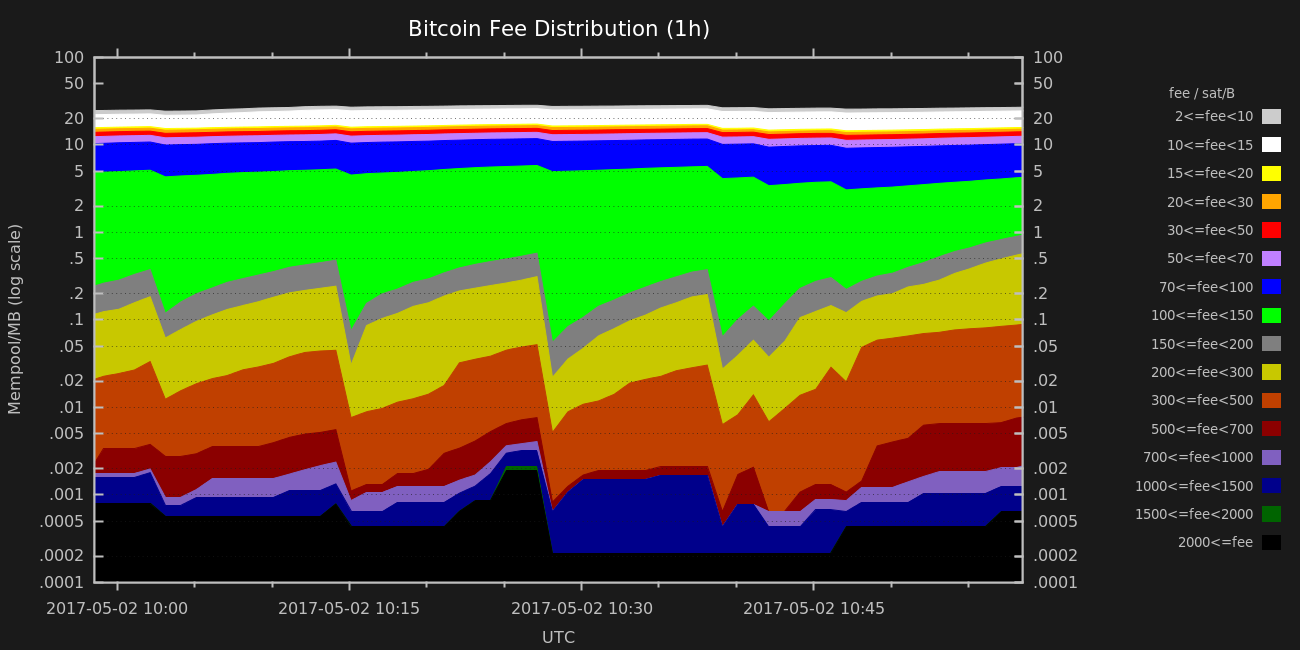 Bitcoin Fee Distribution (1h)
100 100
50 50
20 20
10 10
5 5
2 2
1 1
.5 .5
.2 .2
.1 .1
.05 .05
.02 .02
.01 .01
.005 .005
.002 .002
.001 .001
.0005 .0005
.0002 .0002
.0001 .0001
Mempool/MB (log scale)
2017-05-02 10:00 2017-05-02 10:15 2017-05-02 10:30 2017-05-02 10:45
UTC
fee / sat/B
2<=fee<10
10<=fee<15
15<=fee<20
20<=fee<30
30<=fee<50
50<=fee<70
70<=fee<100
100<=fee<150
150<=fee<200
200<=fee<300
300<=fee<500
500<=fee<700
700<=fee<1000
1000<=fee<1500
1500<=fee<2000
2000<=fee